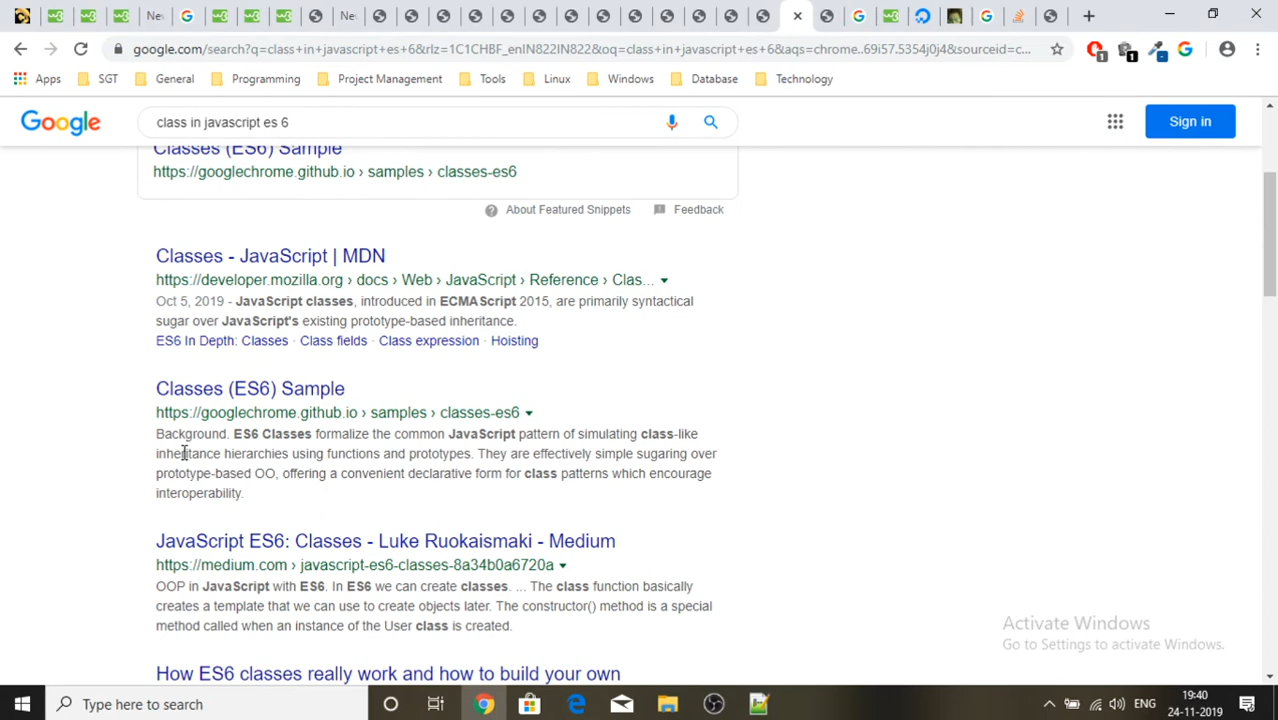 Ne
Ne
google.com/search?q=class+in+javascript+es+6&rlz=1C1CHBF_enIN822IN822&oq=class+in+javascript+es+6&aqs=chrome..69i57.5354j0j4&sourceid=c...
1
1
Apps
SGT
General
Programming
Project Management
Tools
Linux
Windows
Database
Technology
Google
class in javascript es 6
Sign in
Classes (ES6) Sample
https://googlechrome.github.io › samples › classes-es6
About Featured Snippets
Feedback
Classes - JavaScript | MDN
https://developer.mozilla.org › docs › Web › JavaScript › Reference › Clas...
Oct 5, 2019 - JavaScript classes, introduced in ECMAScript 2015, are primarily syntactical
sugar over JavaScript's existing prototype-based inheritance.
ES6 In Depth: Classes · Class fields · Class expression · Hoisting
Classes (ES6) Sample
https://googlechrome.github.io › samples › classes-es6
Background. ES6 Classes formalize the common JavaScript pattern of simulating class-like
inheritance hierarchies using functions and prototypes. They are effectively simple sugaring over
prototype-based OO, offering a convenient declarative form for class patterns which encourage
interoperability.
JavaScript ES6: Classes - Luke Ruokaismaki - Medium
https://medium.com › javascript-es6-classes-8a34b0a6720a
OOP in JavaScript with ES6. In ES6 we can create classes. ... The class function basically
creates a template that we can use to create objects later. The constructor() method is a special
method called when an instance of the User class is created.
How ES6 classes really work and how to build your own
Activate Windows
Go to Settings to activate Windows.
Type here to search
ENG
19:40
24-11-2019